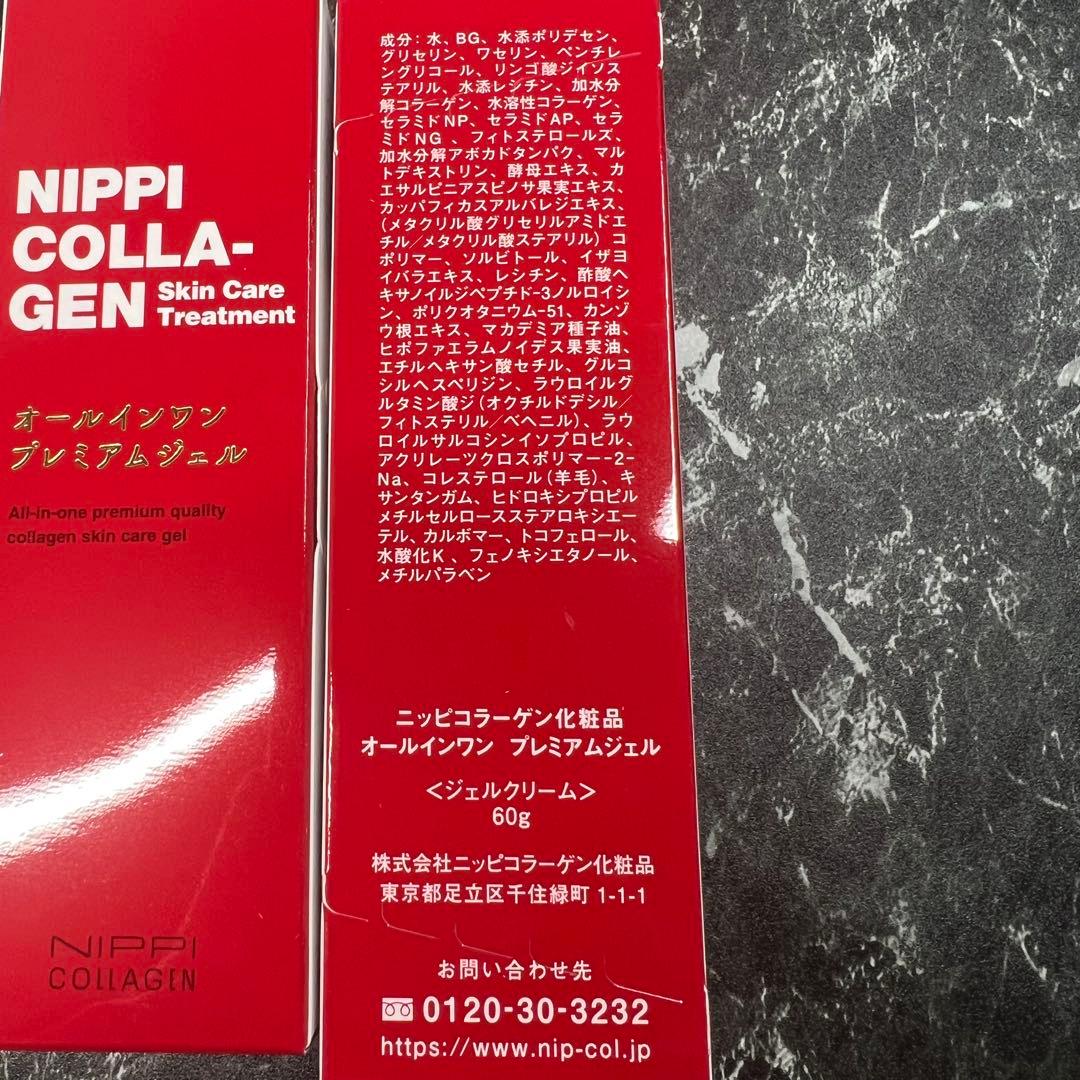 NIPPI
COLLA-
GEN Skin Care
Treatment
オールインワン
プレミアムジェル
All-in-one premium quality
collagen skin care gel
NIPPI
COLLAGEN
成分：水、BG、水添ポリデセン、
グリセリン、ワセリン、ペンチレ
ングリコール、リンゴ酸ジイソス
テアリル、水添レシチン、加水分
解コラーゲン、水溶性コラーゲン、
セラミドNP、セラミドAP、セラ
ミドNG、フィトステロールズ、
加水分解アボカドタンパク、マル
トデキストリン、酵母エキス、カ
エサルピニアスピノサ果実エキス、
カッパフィカスアルバレジエキス、
(メタクリル酸グリセリルアミドエ
チル／メタクリル酸ステアリル) コ
ポリマー、ソルビトール、イザヨ
イバラエキス、レシチン、酢酸ヘ
キサノイルジペプチド-3ノルロイシ
ン、ポリクオタニウム-51、カンゾ
ウ根エキス、マカデミア種子油、
ヒポファエラムノイデス果実油、
エチルヘキサン酸セチル、グルコ
シルヘスペリジン、ラウロイルグ
ルタミン酸ジ(オクチルドデシル／
フィトステリル／ベヘニル)、ラウ
ロイルサルコシンイソプロピル、
アクリレーツクロスポリマー-2-
Na、コレステロール(羊毛)、キ
サンタンガム、ヒドロキシプロピル
メチルセルロースステアロキシエー
テル、カルボマー、トコフェロール、
水酸化K、フェノキシエタノール、
メチルパラベン
ニッピコラーゲン化粧品
オールインワン プレミアムジェル
＜ジェルクリーム＞
60g
株式会社ニッピコラーゲン化粧品
東京都足立区千住緑町 1-1-1
お問い合わせ先
0120-30-3232
https://www.nip-col.jp